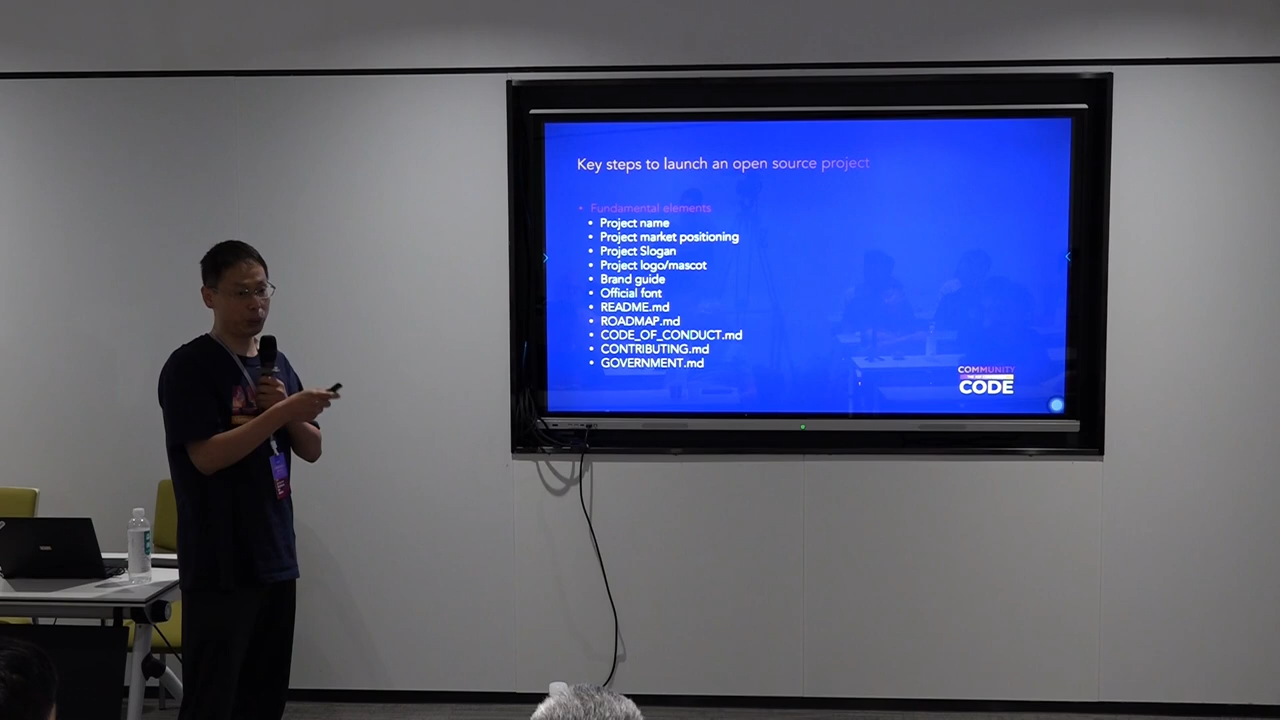 Key steps to launch an open source project
• Fundamental elements
• Project name
• Project market positioning
• Project Slogan
• Project logo/mascot
• Brand guide
• Official font
• README.md
• ROADMAP.md
• CODE_OF_CONDUCT.md
• CONTRIBUTING.md
• GOVERNMENT.md
COMMUNITY
CODE